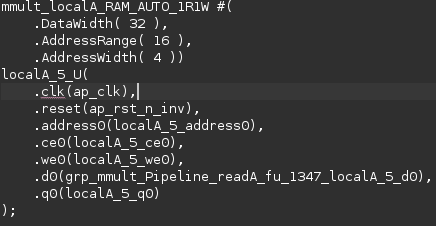 mmult_localA_RAM_AUTO_1R1W #(
    .DataWidth( 32 ),
    .AddressRange( 16 ),
    .AddressWidth( 4 ))
localA_5_U(
    .clk(ap_clk),
    .reset(ap_rst_n_inv),
    .address0(localA_5_address0),
    .ce0(localA_5_ce0),
    .we0(localA_5_we0),
    .d0(grp_mmult_Pipeline_readA_fu_1347_localA_5_d0),
    .q0(localA_5_q0)
);